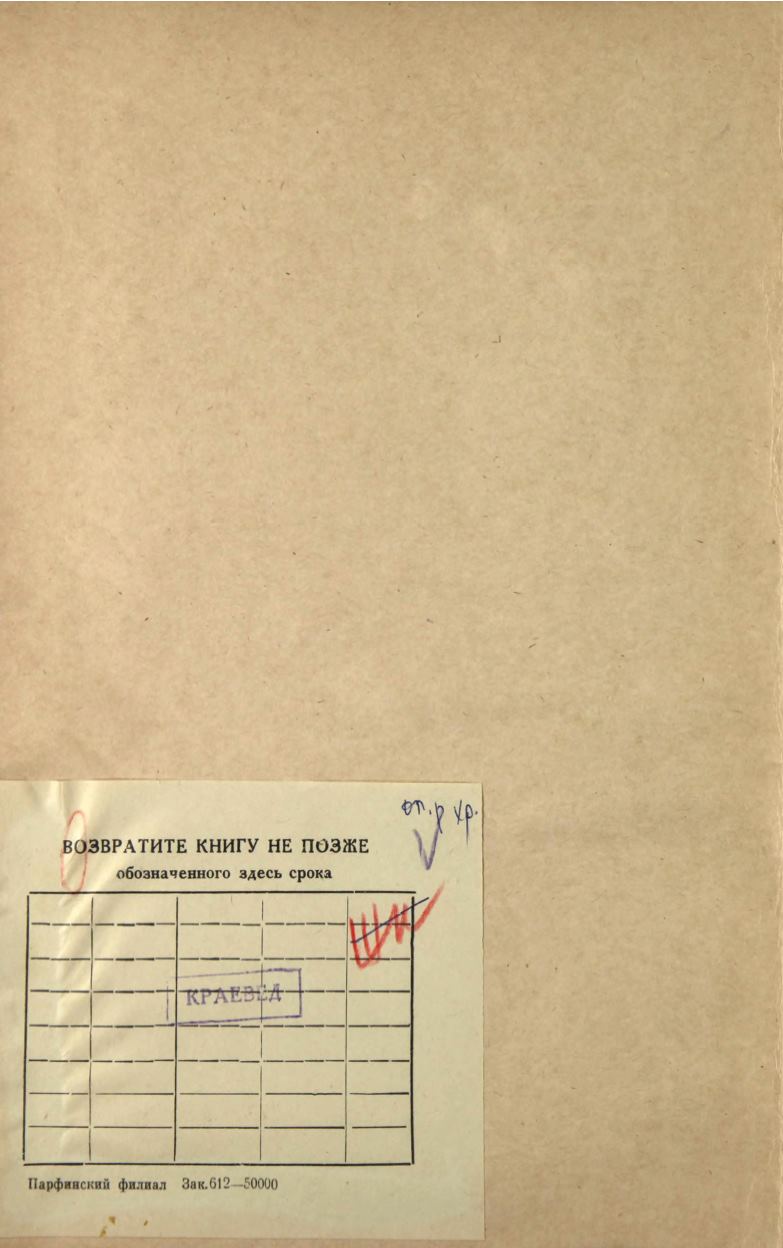 от. р хр.
ВОЗВРАТИТЕ КНИГУ НЕ ПОЗЖЕ
обозначенного здесь срока
КРАЕВЕД
Парфинский филиал Зак.612—50000